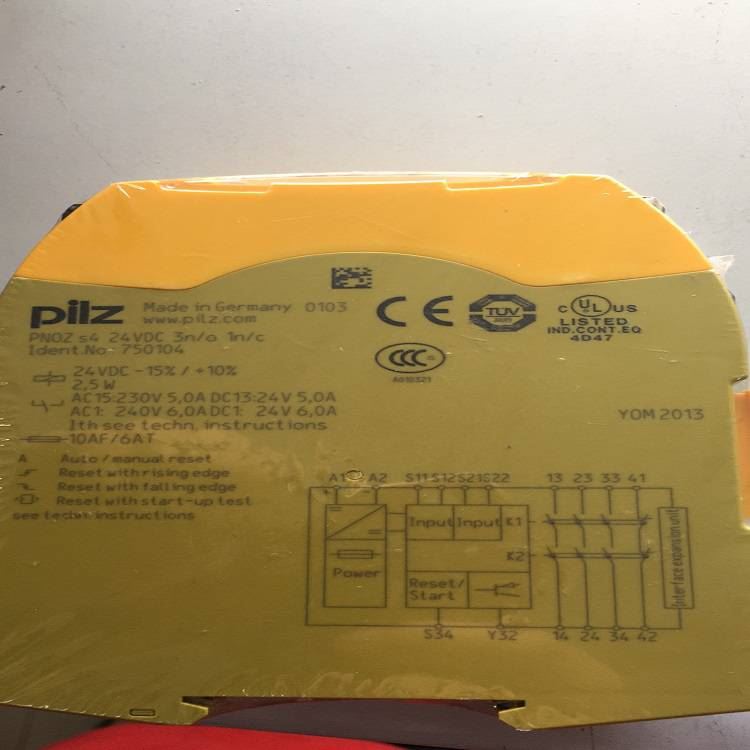 pilz Made in Germany 0103
www.pilz.com
PNOZ s4 24VDC 3n/o 1n/c
Ident.No. 750104
24VDC -15% / +10%
2,5 W
AC15:230V 5,0A DC13:24V 5,0A
AC1: 240V 6,0A DC1: 24V 6,0A
Ith see techn. instructions
10AF/6AT
A Auto / manual reset
Reset with rising edge
Reset with falling edge
Reset with start-up test
see techn. instructions
CE
TÜV
C UL US
LISTED
IND.CONT.EQ.
4D47
CCC
A010321
YOM 2013
A1 A2 S11 S12 S21 S22 13 23 33 41
Input Input K1
K2
Power
Reset/
Start
Interface expansion unit
S34 Y32 14 24 34 42